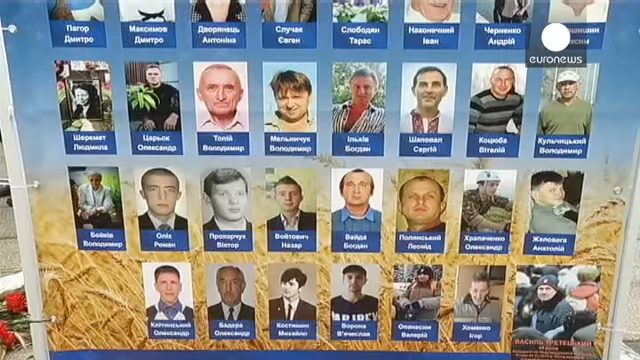 euronews
Пагор
Дмитро
Максимов
Дмитро
Дворянець
Антоніна
Случак
Євген
Слободян
Тарас
Наконечний
Іван
Черненко
Андрій
Шеремет
Людмила
Царьок
Олександр
Топій
Володимир
Мельничук
Володимир
Ільків
Богдан
Шаповал
Сергій
Коцюба
Віталій
Кульчицький
Володимир
Бойків
Володимир
Олік
Роман
Прохорчук
Віктор
Войтович
Назар
Вайда
Богдан
Полянський
Леонід
Храпаченко
Олександр
Жаловага
Анатолій
Клітинський
Олександр
Бадера
Олександр
Костишин
Михайло
Ворона
В'ячеслав
Опанасюк
Валерій
Хоменко
Ігор
ВАСИЛЬ